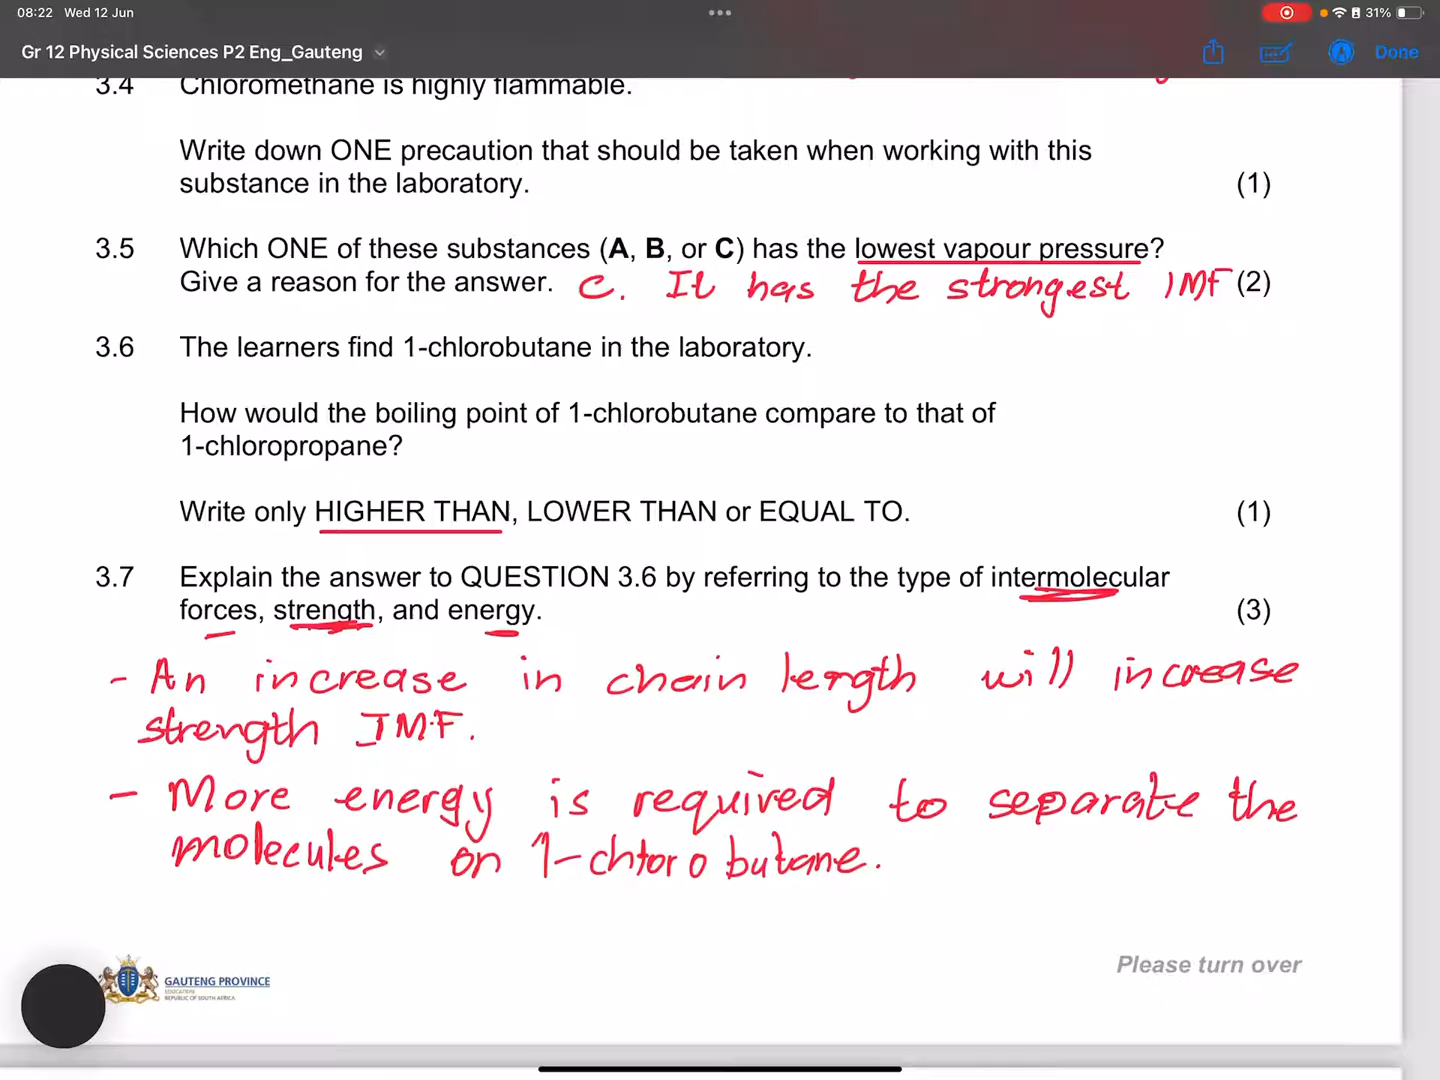 08:22 Wed 12 Jun
31%
Gr 12 Physical Sciences P2 Eng_Gauteng
Done
3.4 Chloromethane is highly flammable.
Write down ONE precaution that should be taken when working with this
substance in the laboratory. (1)
3.5 Which ONE of these substances (A, B, or C) has the lowest vapour pressure?
Give a reason for the answer. C. It has the strongest IMF (2)
3.6 The learners find 1-chlorobutane in the laboratory.
How would the boiling point of 1-chlorobutane compare to that of
1-chloropropane?
Write only HIGHER THAN, LOWER THAN or EQUAL TO. (1)
3.7 Explain the answer to QUESTION 3.6 by referring to the type of intermolecular
forces, strength, and energy. (3)
- An increase in chain length will increase
strength IMF.
- More energy is required to separate the
molecules on 1-chlorobutane.
GAUTENG PROVINCE
EDUCATION
REPUBLIC OF SOUTH AFRICA
Please turn over